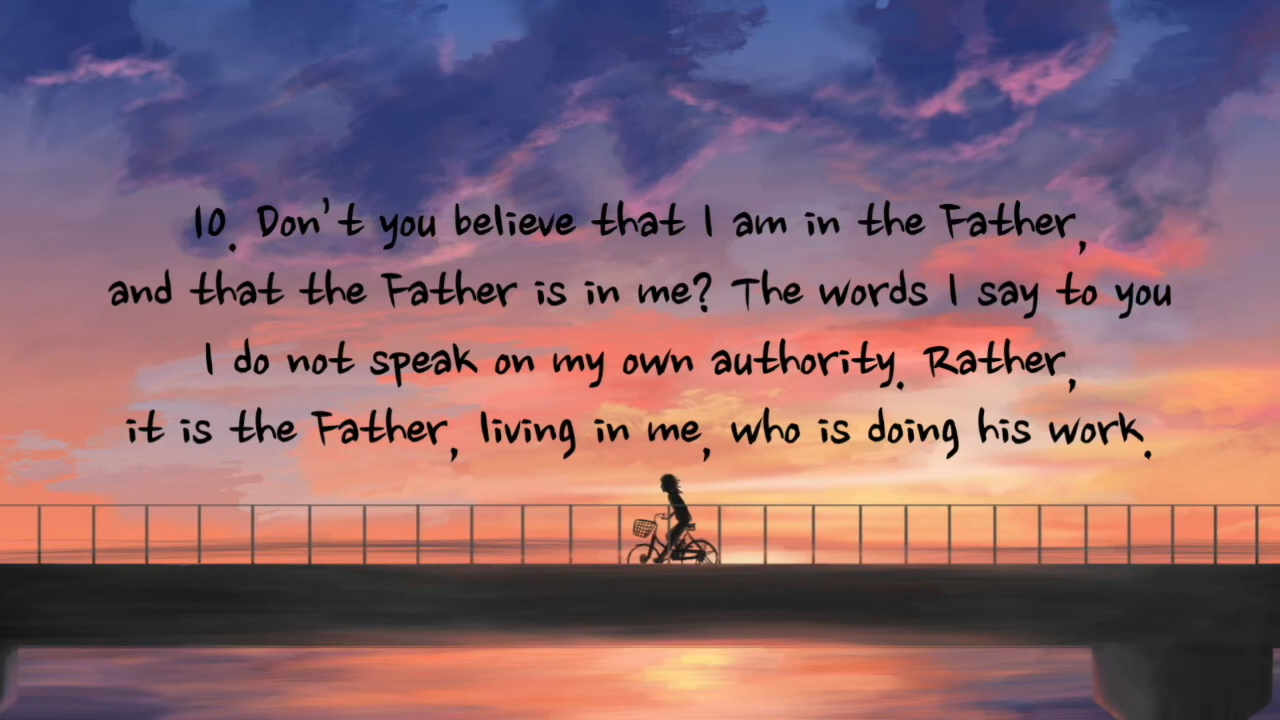 10. Don't you believe that I am in the Father,
and that the Father is in me? The words I say to you
I do not speak on my own authority. Rather,
it is the Father, living in me, who is doing his work.